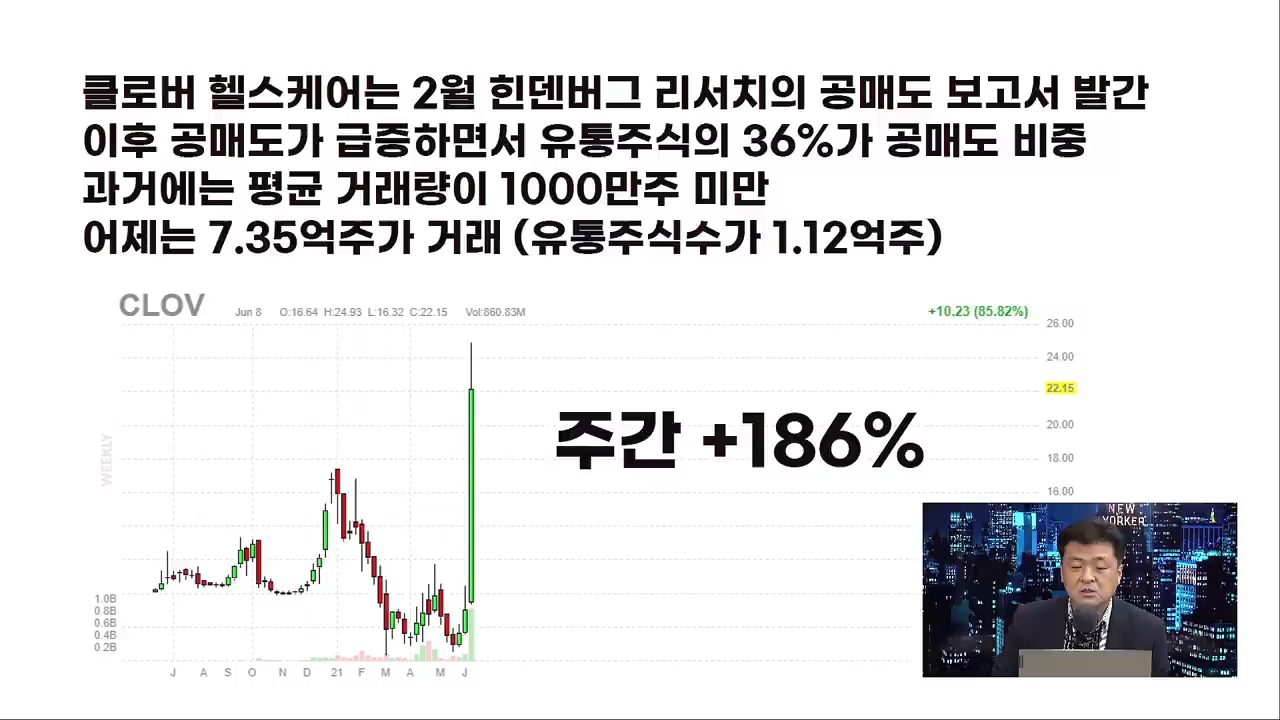 클로버 헬스케어는 2월 힌덴버그 리서치의 공매도 보고서 발간
이후 공매도가 급증하면서 유통주식의 36%가 공매도 비중
과거에는 평균 거래량이 1000만주 미만
어제는 7.35억주가 거래 (유통주식수가 1.12억주)
CLOV Jun 8 O:16.64 H:24.93 L:16.32 C:22.15 Vol:860.83M +10.23 (85.82%)
26.00
24.00
22.15
20.00
18.00
16.00
주간 +186%
WEEKLY
1.0B
0.8B
0.6B
0.4B
0.2B
J A S O N D 21 F M A M J
NEW
YORKER